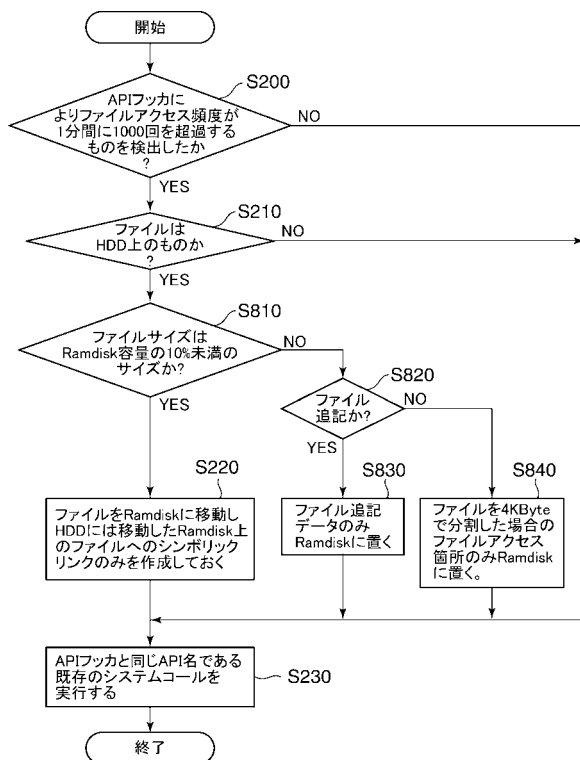 開始
S200
APIフッカに
よりファイルアクセス頻度が
1分間に1000回を超過する
ものを検出したか
?
NO
YES
S210
ファイルは
HDD上のものか
?
NO
YES
S810
ファイルサイズは
Ramdisk容量の10%未満の
サイズか?
NO
YES
S820
ファイル
追記か?
NO
YES
S220
ファイルをRamdiskに移動し
HDDには移動したRamdisk上
のファイルへのシンボリック
リンクのみを作成しておく
S830
ファイル追記
データのみ
Ramdiskに置く
S840
ファイルを4KByte
で分割した場合の
ファイルアクセス
箇所のみRamdisk
に置く。
APIフッカと同じAPI名である
既存のシステムコールを
実行する
S230
終了